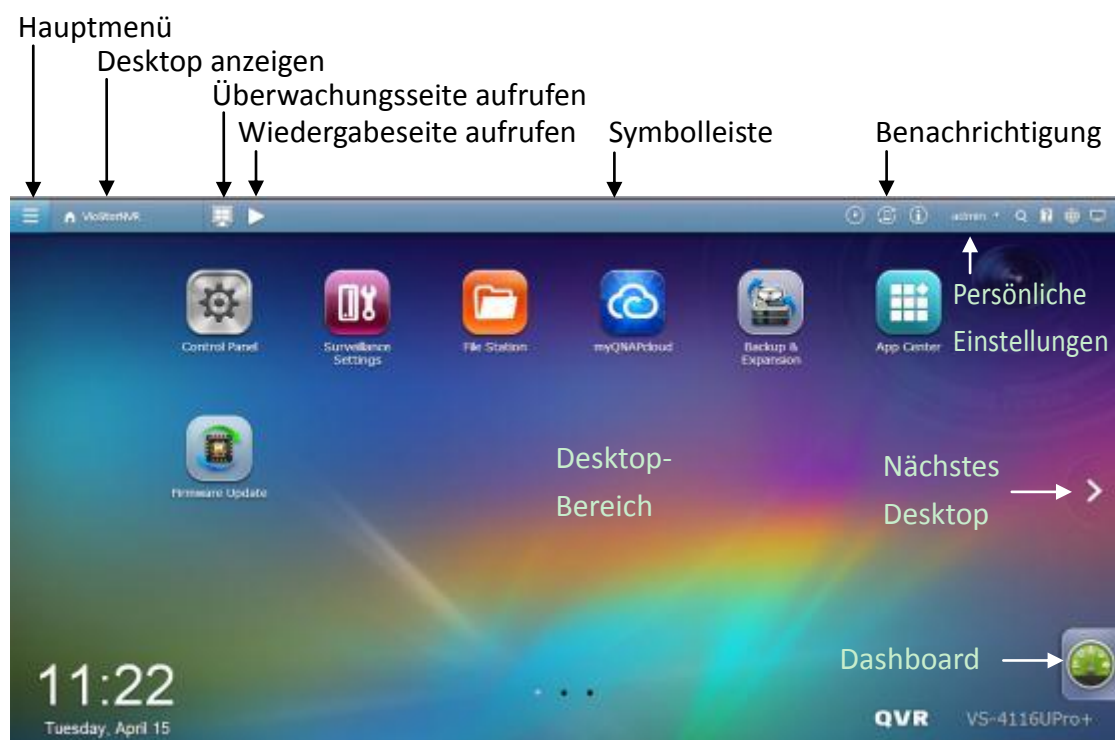 Hauptmenü
Desktop anzeigen
Überwachungsseite aufrufen
Wiedergabeseite aufrufen
Symbolleiste
Benachrichtigung
VioStorNVR
admin
Control Panel
Surveillance
Settings
File Station
myQNAPcloud
Backup &
Expansion
App Center
Persönliche
Einstellungen
Firmware Update
Desktop-
Bereich
Nächstes
Desktop
Dashboard
11:22
Tuesday, April 15
QVR
VS-4116UPro+